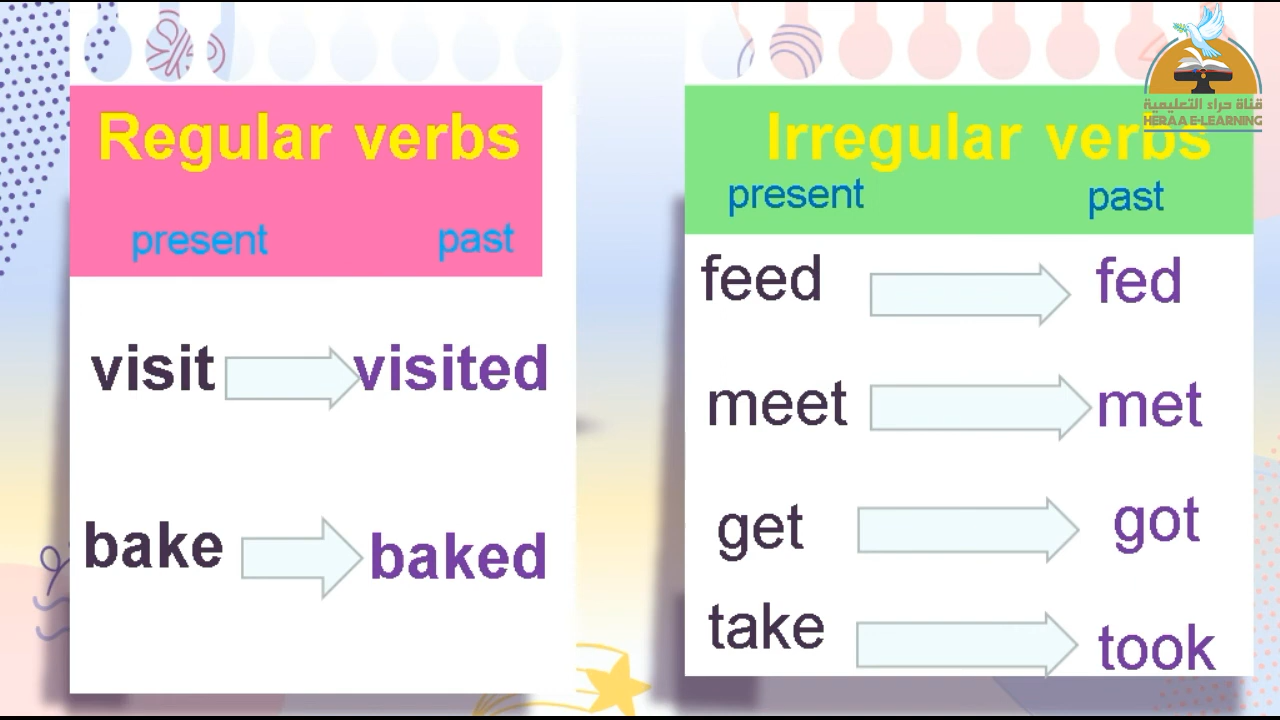 Regular verbs
present past
visit visited
bake baked
Irregular verbs
present past
feed fed
meet met
get got
take took
قناة حراء التعليمية
HERAA E-LEARNING